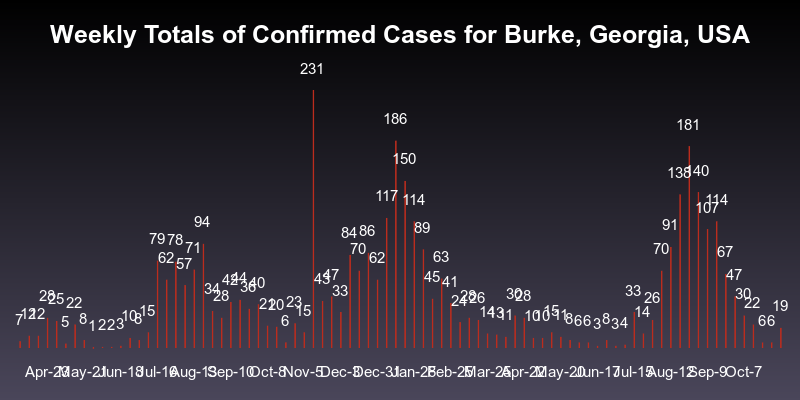 Weekly Totals of Confirmed Cases for Burke, Georgia, USA
7 12 12 28 25 5 22 8 1 2 2 3 10 8 15 79 62 78 57 71 94 34 28 42 44 36 40 21 20 6 23 15 231 43 47 33 84 70 86 62 117 186 150 114 89 45 63 41 24 28 26 14 13 11 30 28 10 10 15 11 8 6 6 3 8 3 4 33 14 26 70 91 138 181 140 107 114 67 47 30 22 6 6 19
Apr-23 May-21 Jun-18 Jul-16 Aug-13 Sep-10 Oct-8 Nov-5 Dec-3 Dec-31 Jan-28 Feb-25 Mar-25 Apr-22 May-20 Jun-17 Jul-15 Aug-12 Sep-9 Oct-7